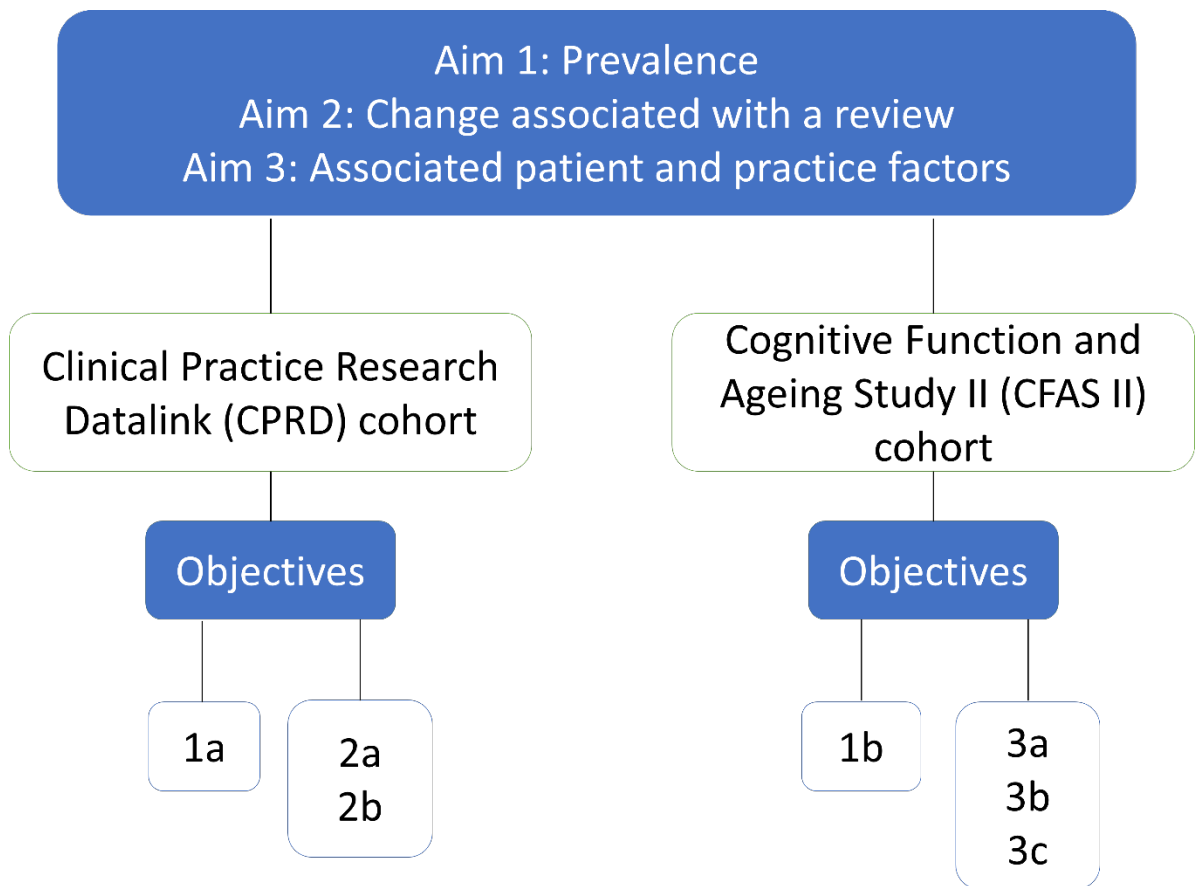 Aim 1: Prevalence
Aim 2: Change associated with a review
Aim 3: Associated patient and practice factors
Clinical Practice Research
Datalink (CPRD) cohort
Cognitive Function and
Ageing Study II (CFAS II)
cohort
Objectives
Objectives
1a
2a
2b
1b
3a
3b
3c